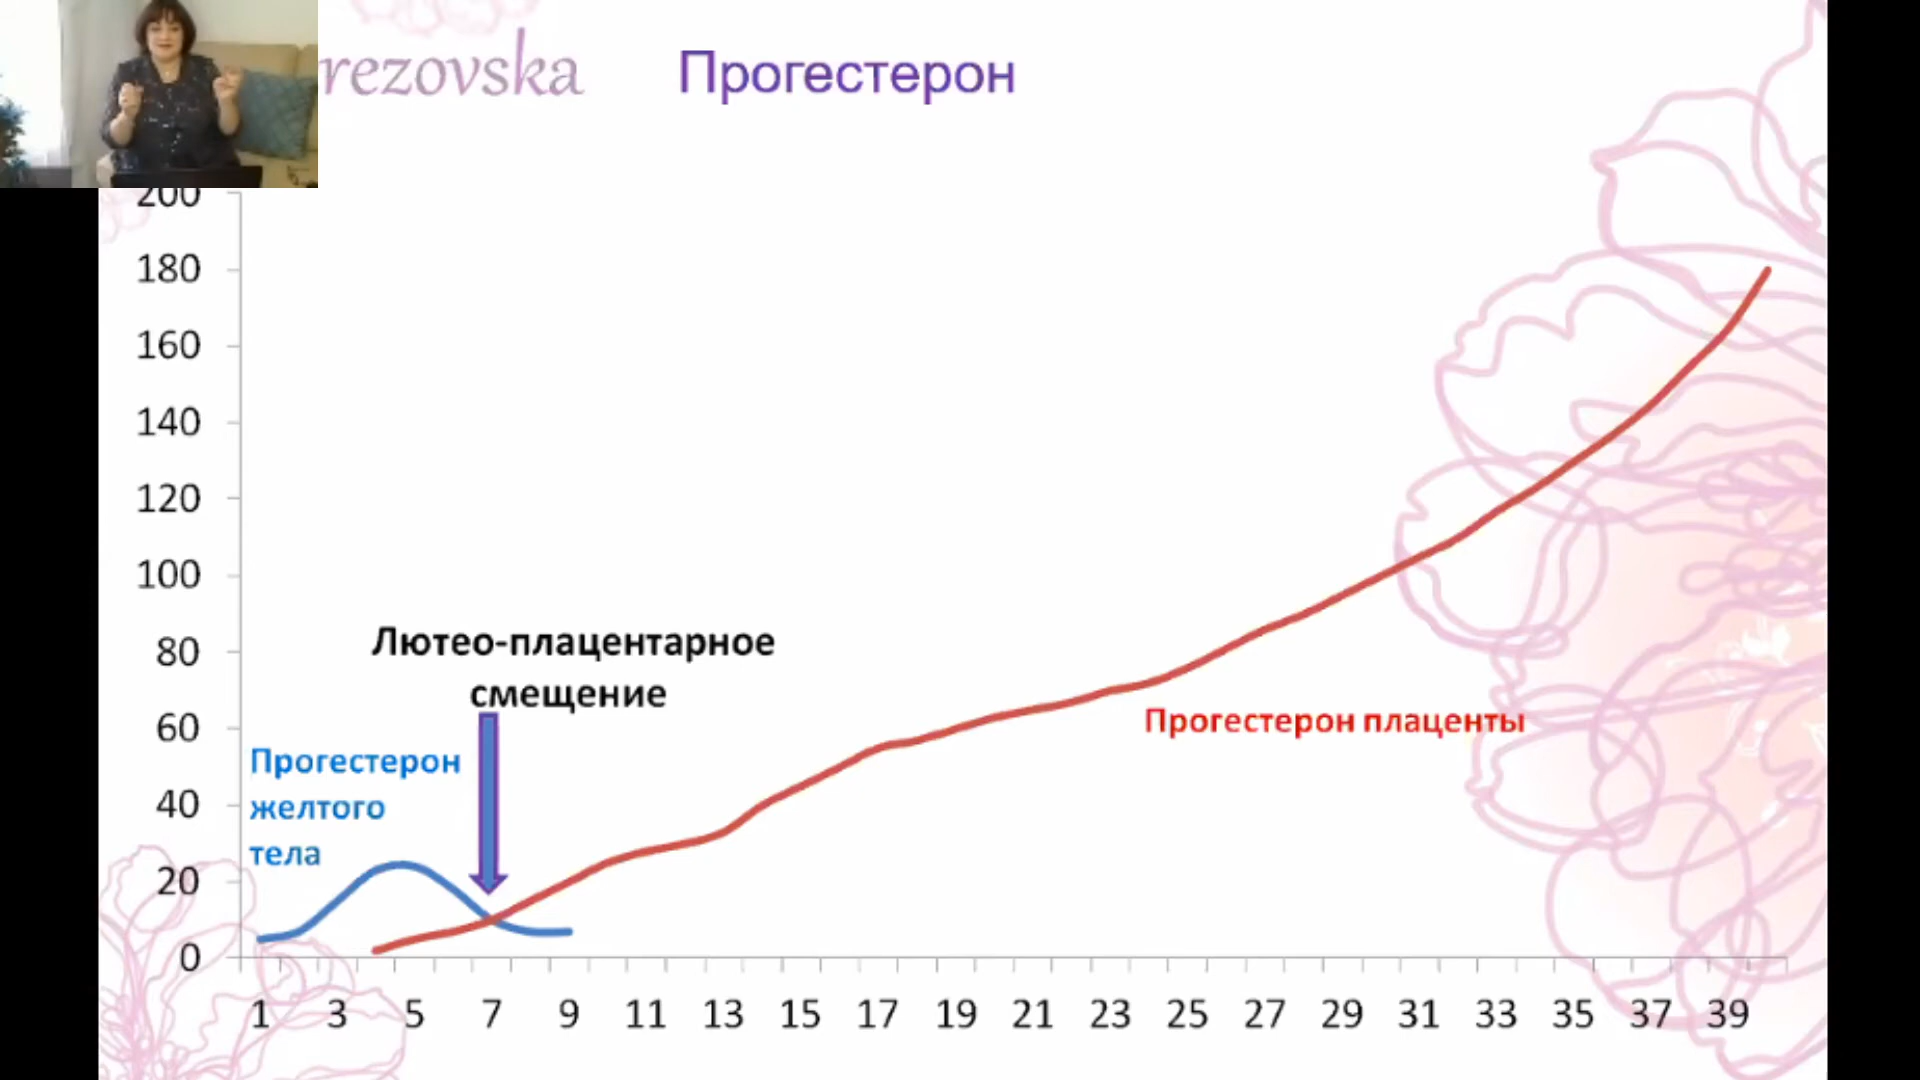 rezovska
Прогестерон
200
180
160
140
120
100
80
60
40
20
0
Лютео-плацентарное
смещение
Прогестерон
желтого
тела
Прогестерон плаценты
1 3 5 7 9 11 13 15 17 19 21 23 25 27 29 31 33 35 37 39